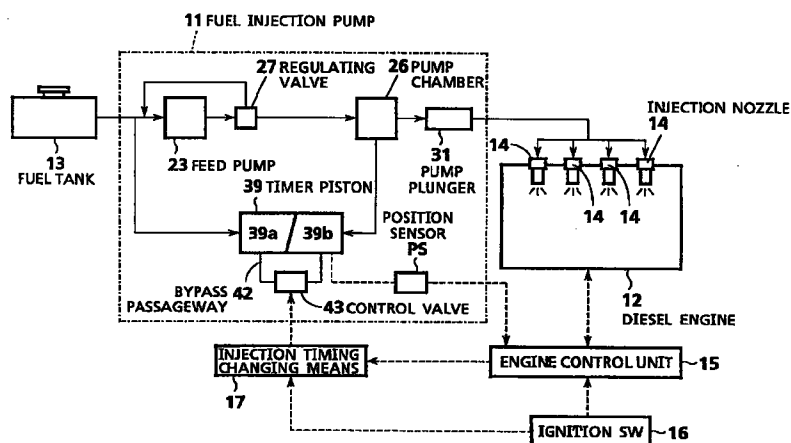 11 FUEL INJECTION PUMP
27 REGULATING
VALVE
26 PUMP
CHAMBER
INJECTION NOZZLE
14
14
13
FUEL TANK
23 FEED PUMP
31
PUMP
PLUNGER
14
14
39 TIMER PISTON
39a
39b
POSITION
SENSOR
PS
BYPASS
PASSAGEWAY 42
43 CONTROL VALVE
12
DIESEL ENGINE
INJECTION TIMING
CHANGING MEANS
17
ENGINE CONTROL UNIT
15
IGNITION SW
16